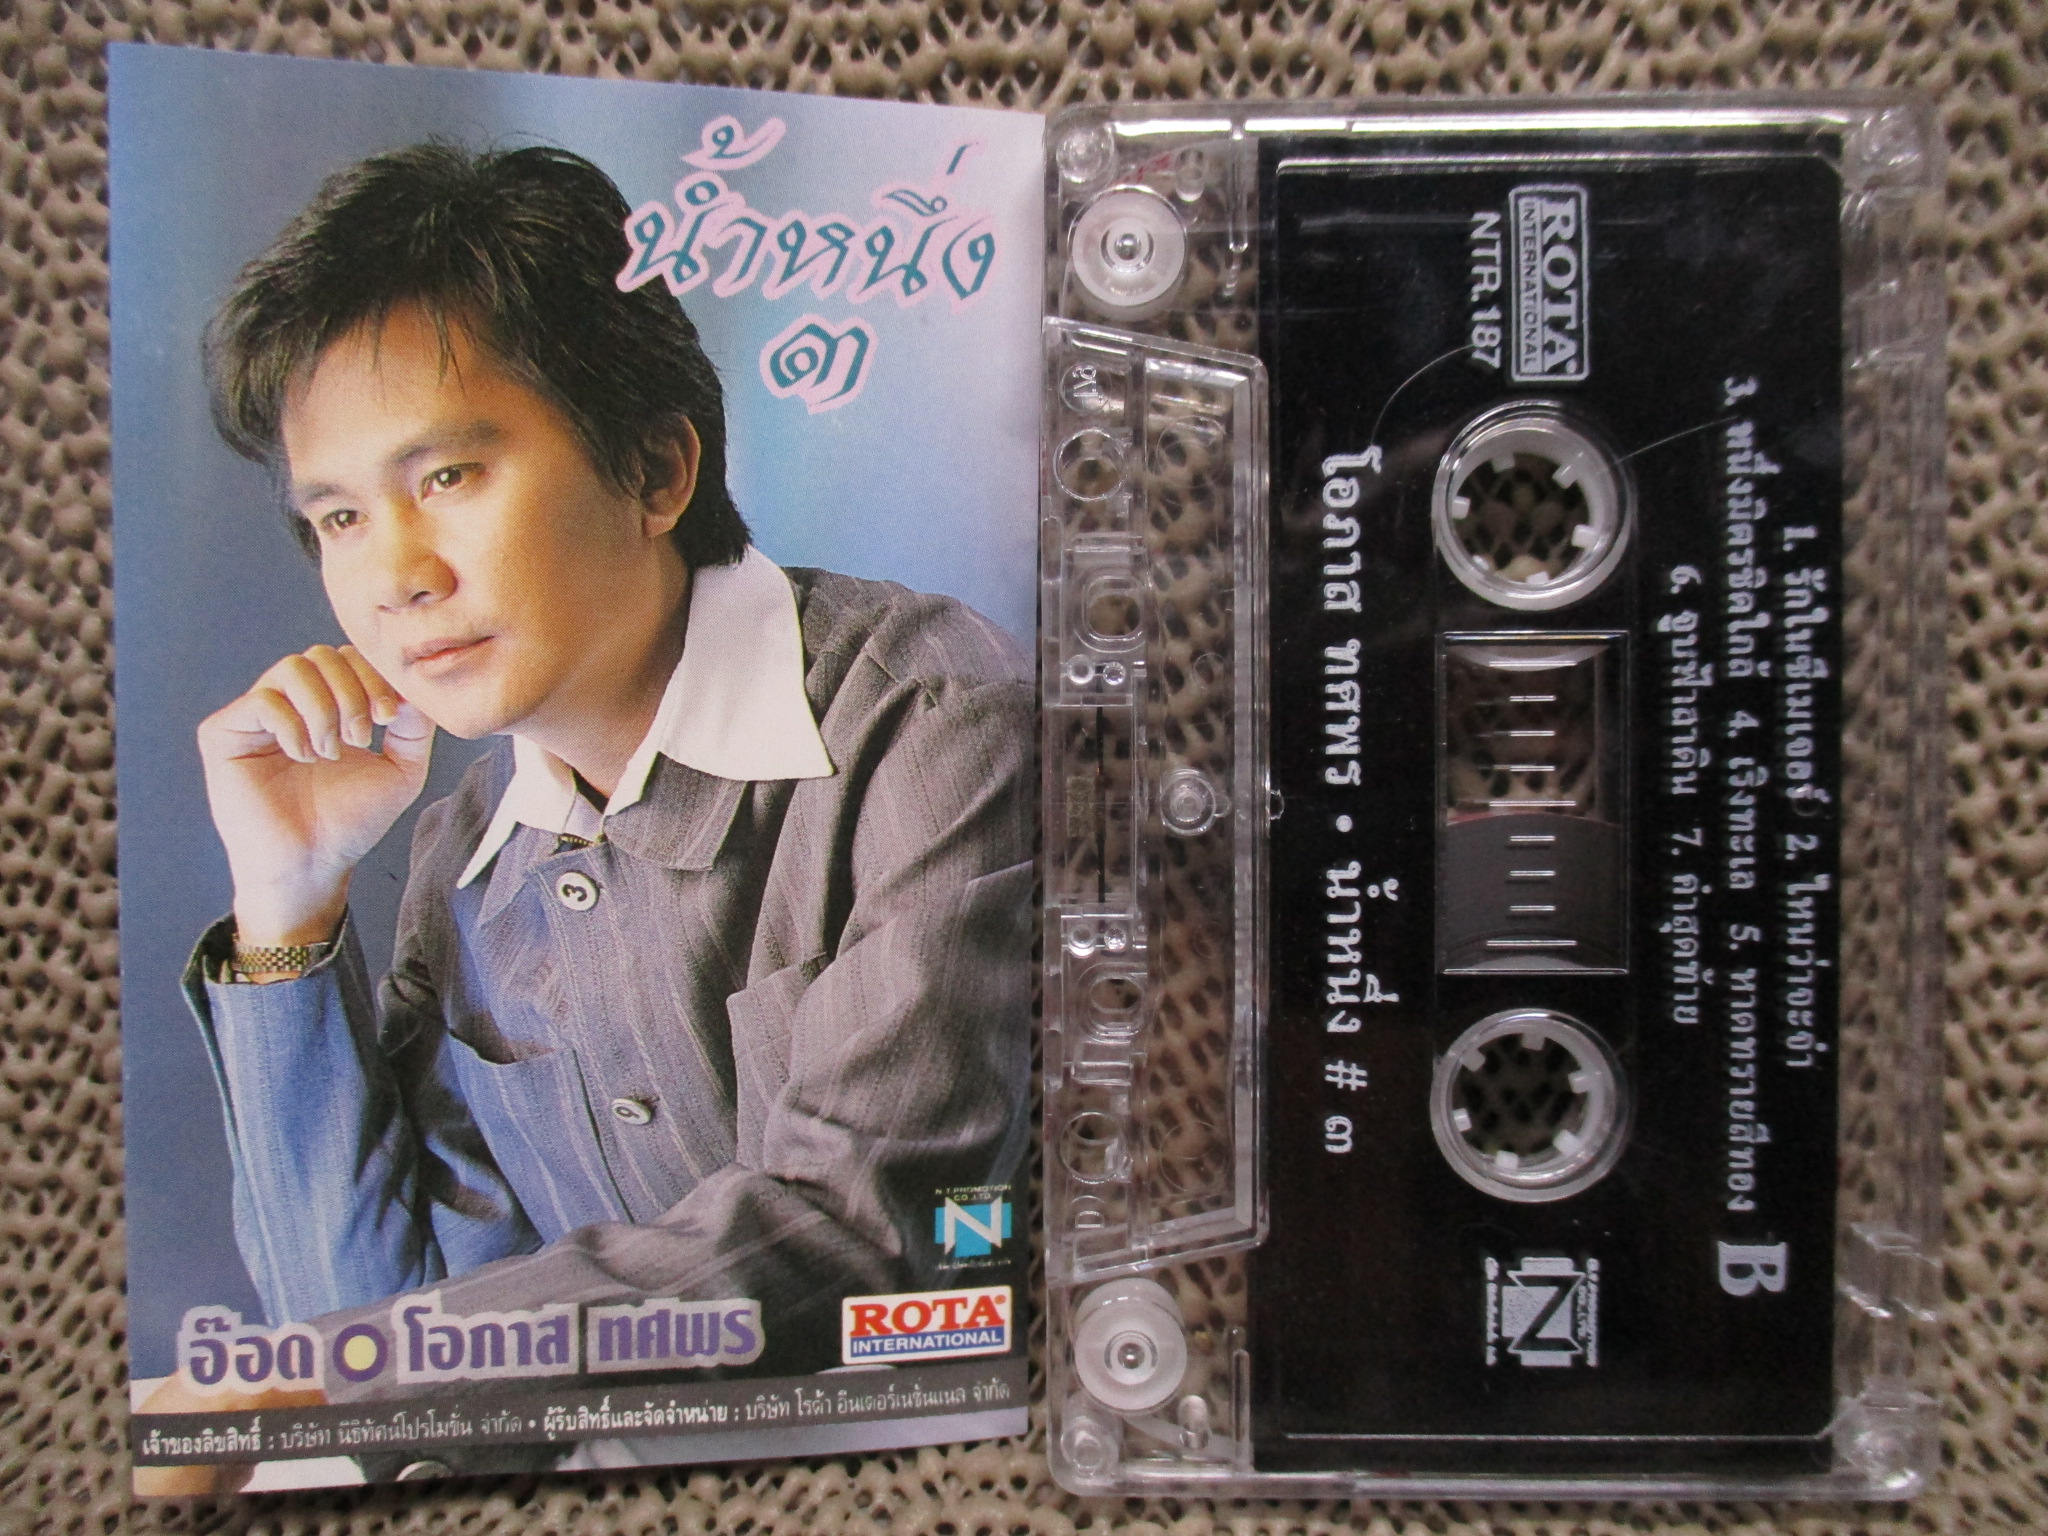 น้ำหนึ่ง
๓
N.T.PROMOTION
CO.,LTD.
N
อ๊อด โอภาส ทศพร
ROTA
INTERNATIONAL
เจ้าของลิขสิทธิ์ : บริษัท นิธิทัศน์โปรโมชั่น จำกัด • ผู้รับสิทธิ์และจัดจำหน่าย : บริษัท โรต้า อินเตอร์เนชั่นแนล จำกัด
1. รักในซีเมเจอร์ 2. ไหนว่าจะจำ
3. หนึ่งมิตรชิดใกล้ 4. เริงทะเล 5. หาดทรายสีทอง
6. จูบฟ้าลาดิน 7. ค่าสุดท้าย
B
ROTA
INTERNATIONAL
NTR.187
N
โอภาส ทศพร • น้ำหนึ่ง # ๓